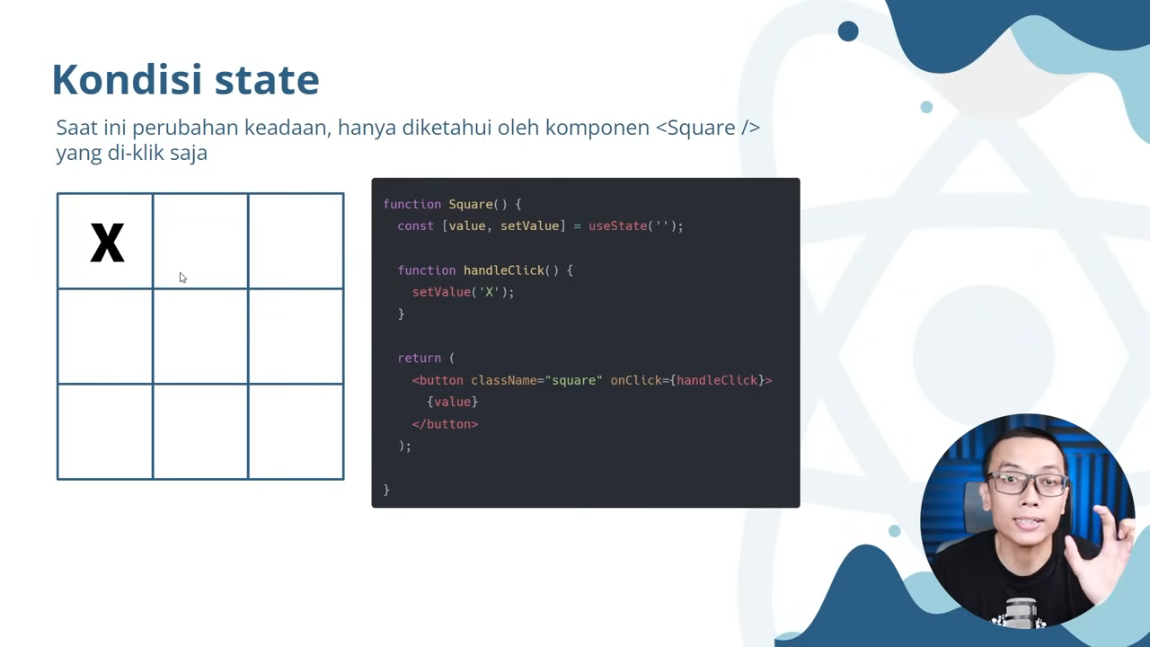 Kondisi state
Saat ini perubahan keadaan, hanya diketahui oleh komponen <Square />
yang di-klik saja
X
function Square() {
  const [value, setValue] = useState('');

  function handleClick() {
    setValue('X');
  }

  return (
    <button className="square" onClick={handleClick}>
      {value}
    </button>
  );

}